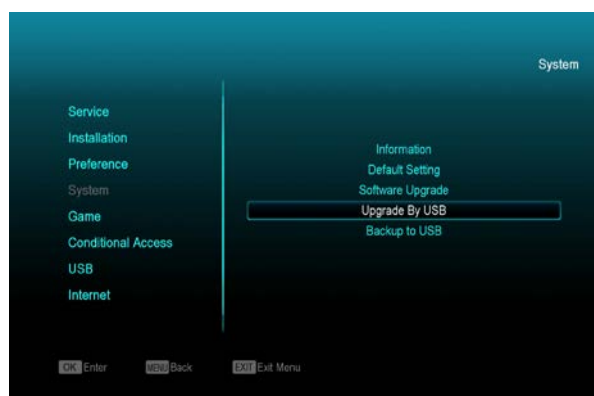 System
Service
Installation
Preference
System
Game
Conditional Access
USB
Internet
Information
Default Setting
Software Upgrade
Upgrade By USB
Backup to USB
OK Enter MENU Back EXIT Exit Menu